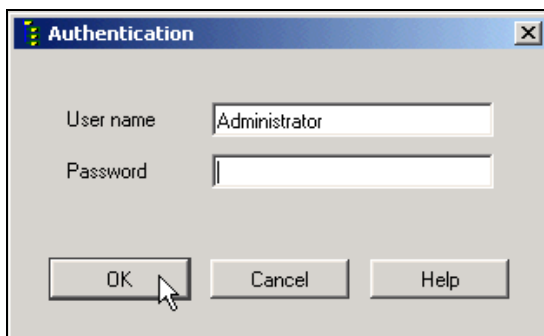 Authentication
User name Administrator
Password
OK Cancel Help